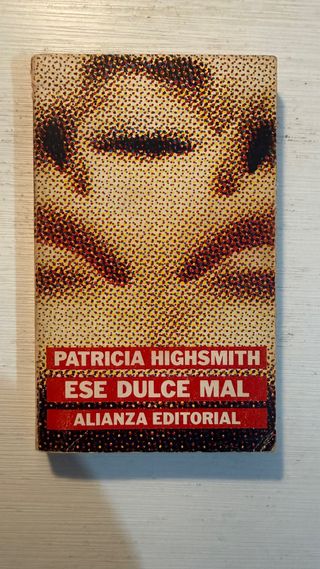 PATRICIA HIGHSMITH
ESE DULCE MAL
ALIANZA EDITORIAL